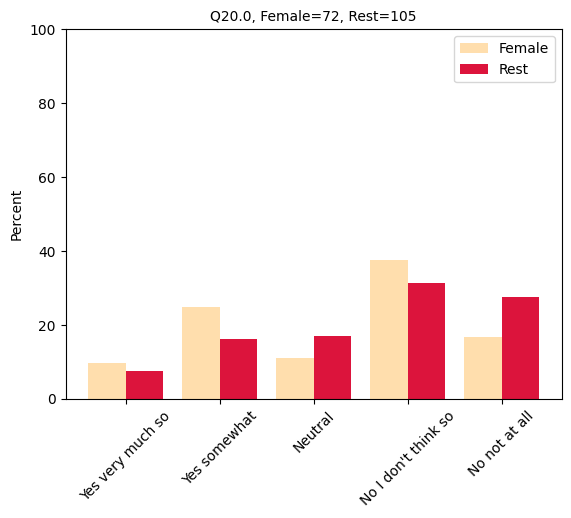 Q20.0, Female=72, Rest=105
Female
Rest
Percent
100
80
60
40
20
0
Yes very much so
Yes somewhat
Neutral
No I don't think so
No not at all